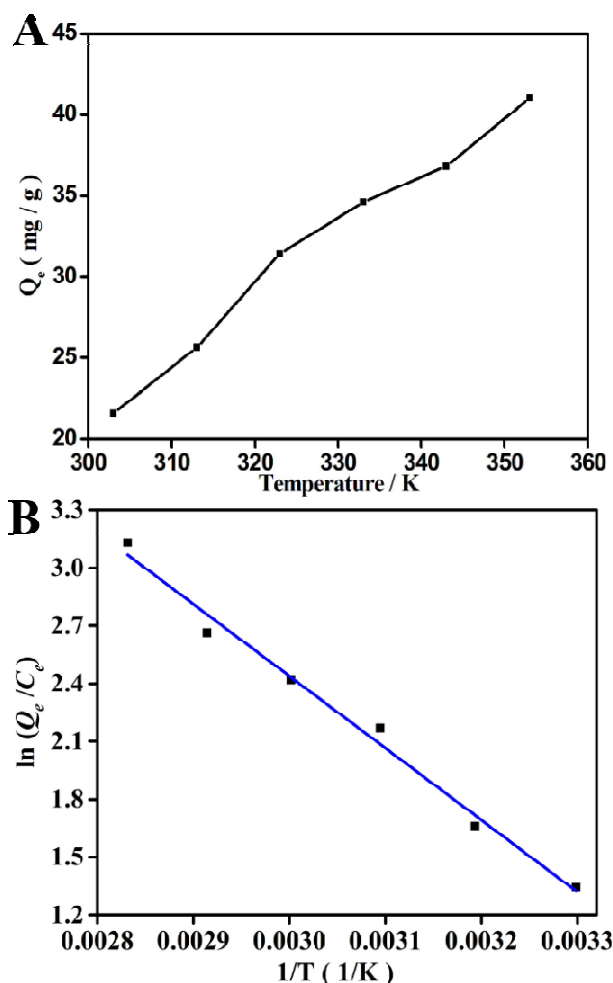 A
45
40
35
30
25
20
Qe ( mg / g )
300 310 320 330 340 350 360
Temperature / K
B
3.3
3.0
2.7
2.4
2.1
1.8
1.5
1.2
ln (Qe /Ce)
0.0028 0.0029 0.0030 0.0031 0.0032 0.0033
1/T ( 1/K )